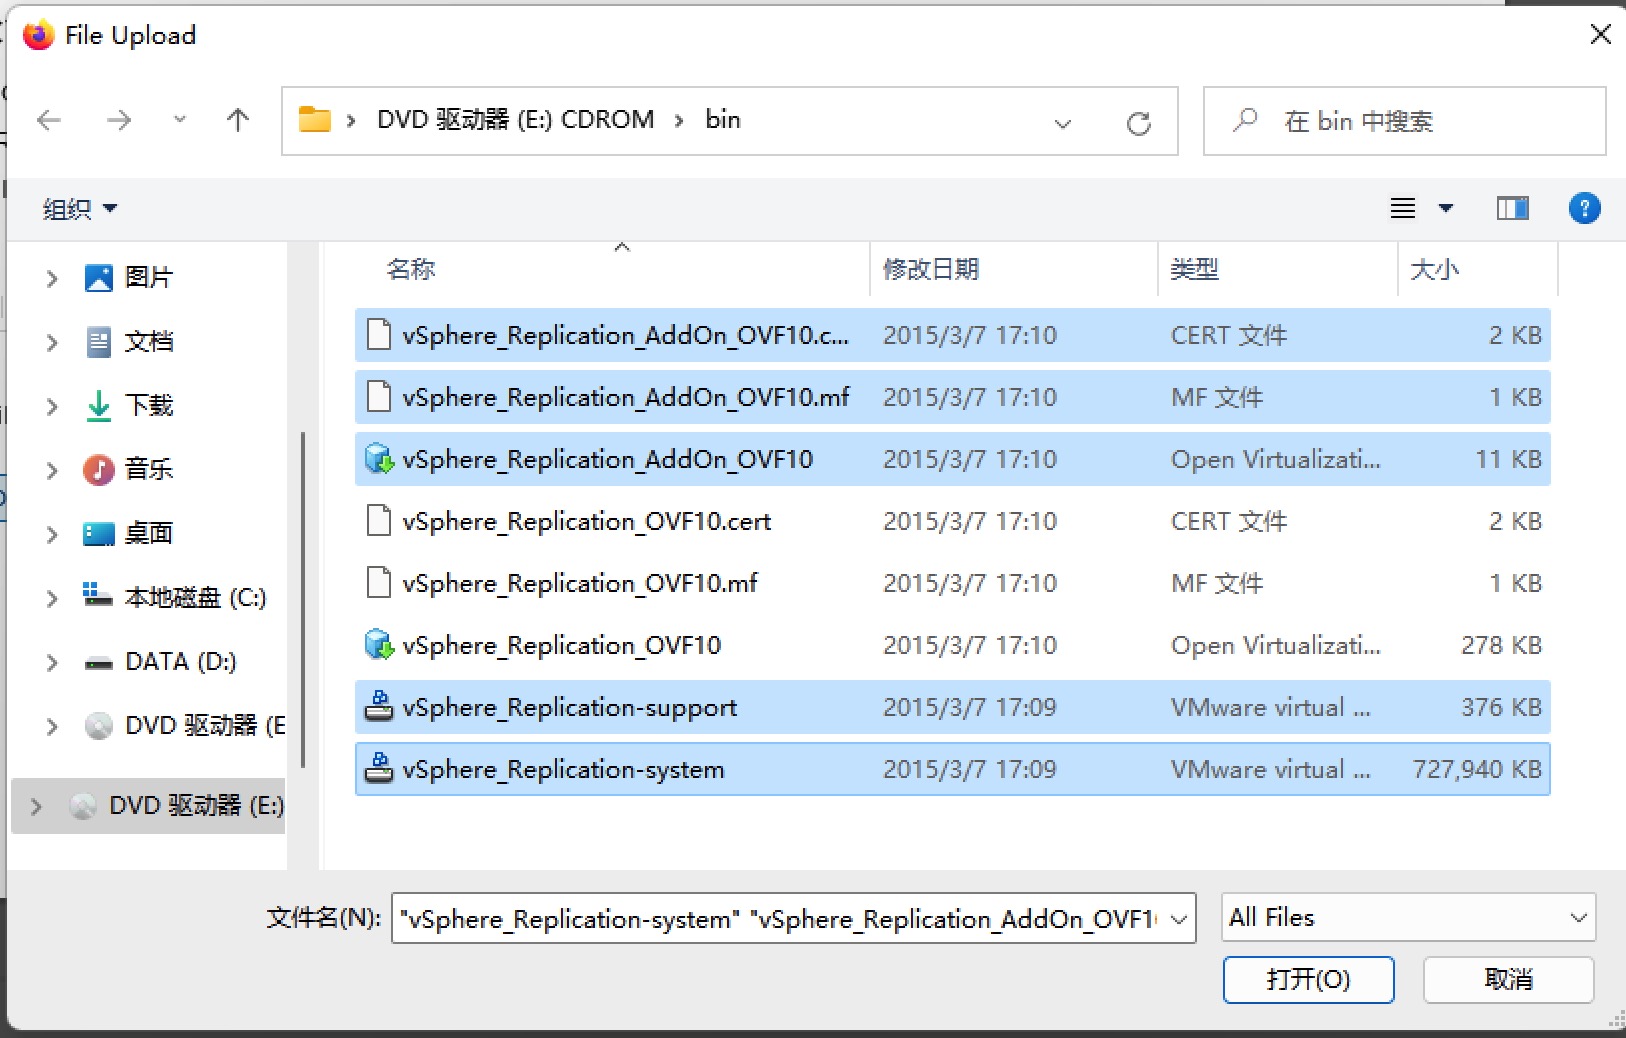 File Upload
DVD 驱动器 (E:) CDROM
bin
在 bin 中搜索
组织
?
名称
修改日期
类型
大小
图片
文档
下载
音乐
桌面
本地磁盘 (C:)
DATA (D:)
DVD 驱动器 (E
DVD 驱动器 (E:)
vSphere_Replication_AddOn_OVF10.c... 2015/3/7 17:10 CERT 文件 2 KB
vSphere_Replication_AddOn_OVF10.mf 2015/3/7 17:10 MF 文件 1 KB
vSphere_Replication_AddOn_OVF10 2015/3/7 17:10 Open Virtualizati... 11 KB
vSphere_Replication_OVF10.cert 2015/3/7 17:10 CERT 文件 2 KB
vSphere_Replication_OVF10.mf 2015/3/7 17:10 MF 文件 1 KB
vSphere_Replication_OVF10 2015/3/7 17:10 Open Virtualizati... 278 KB
vSphere_Replication-support 2015/3/7 17:09 VMware virtual ... 376 KB
vSphere_Replication-system 2015/3/7 17:09 VMware virtual ... 727,940 KB
文件名(N):
"vSphere_Replication-system" "vSphere_Replication_AddOn_OVF1
All Files
打开(O)
取消